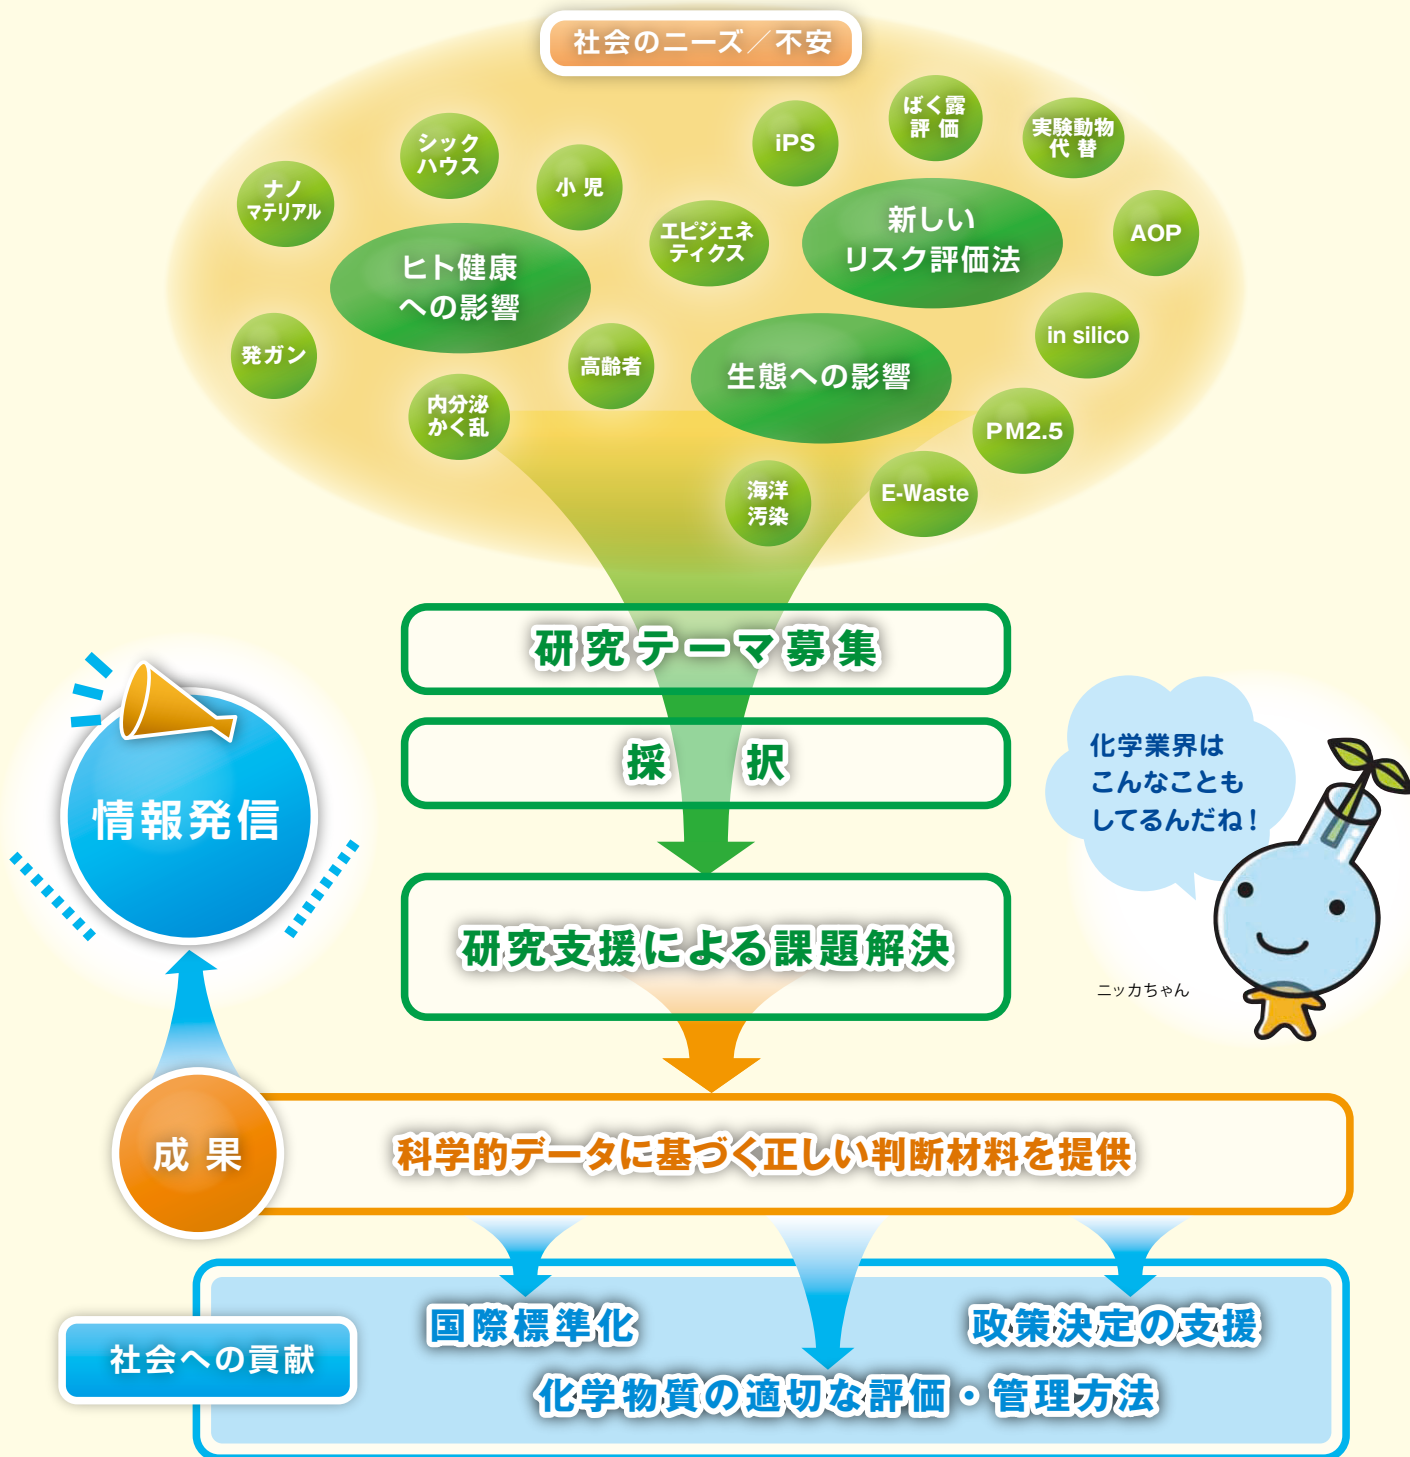 社会のニーズ／不安
シック
ハウス
小児
iPS
ばく露
評価
実験動物
代替
ナノ
マテリアル
エピジェネ
ティクス
新しい
リスク評価法
AOP
ヒト健康
への影響
発ガン
高齢者
生態への影響
in silico
内分泌
かく乱
PM2.5
海洋
汚染
E-Waste
研究テーマ募集
採択
情報発信
化学業界は
こんなことも
してるんだね！
ニッカちゃん
研究支援による課題解決
成果
科学的データに基づく正しい判断材料を提供
社会への貢献
国際標準化
政策決定の支援
化学物質の適切な評価・管理方法